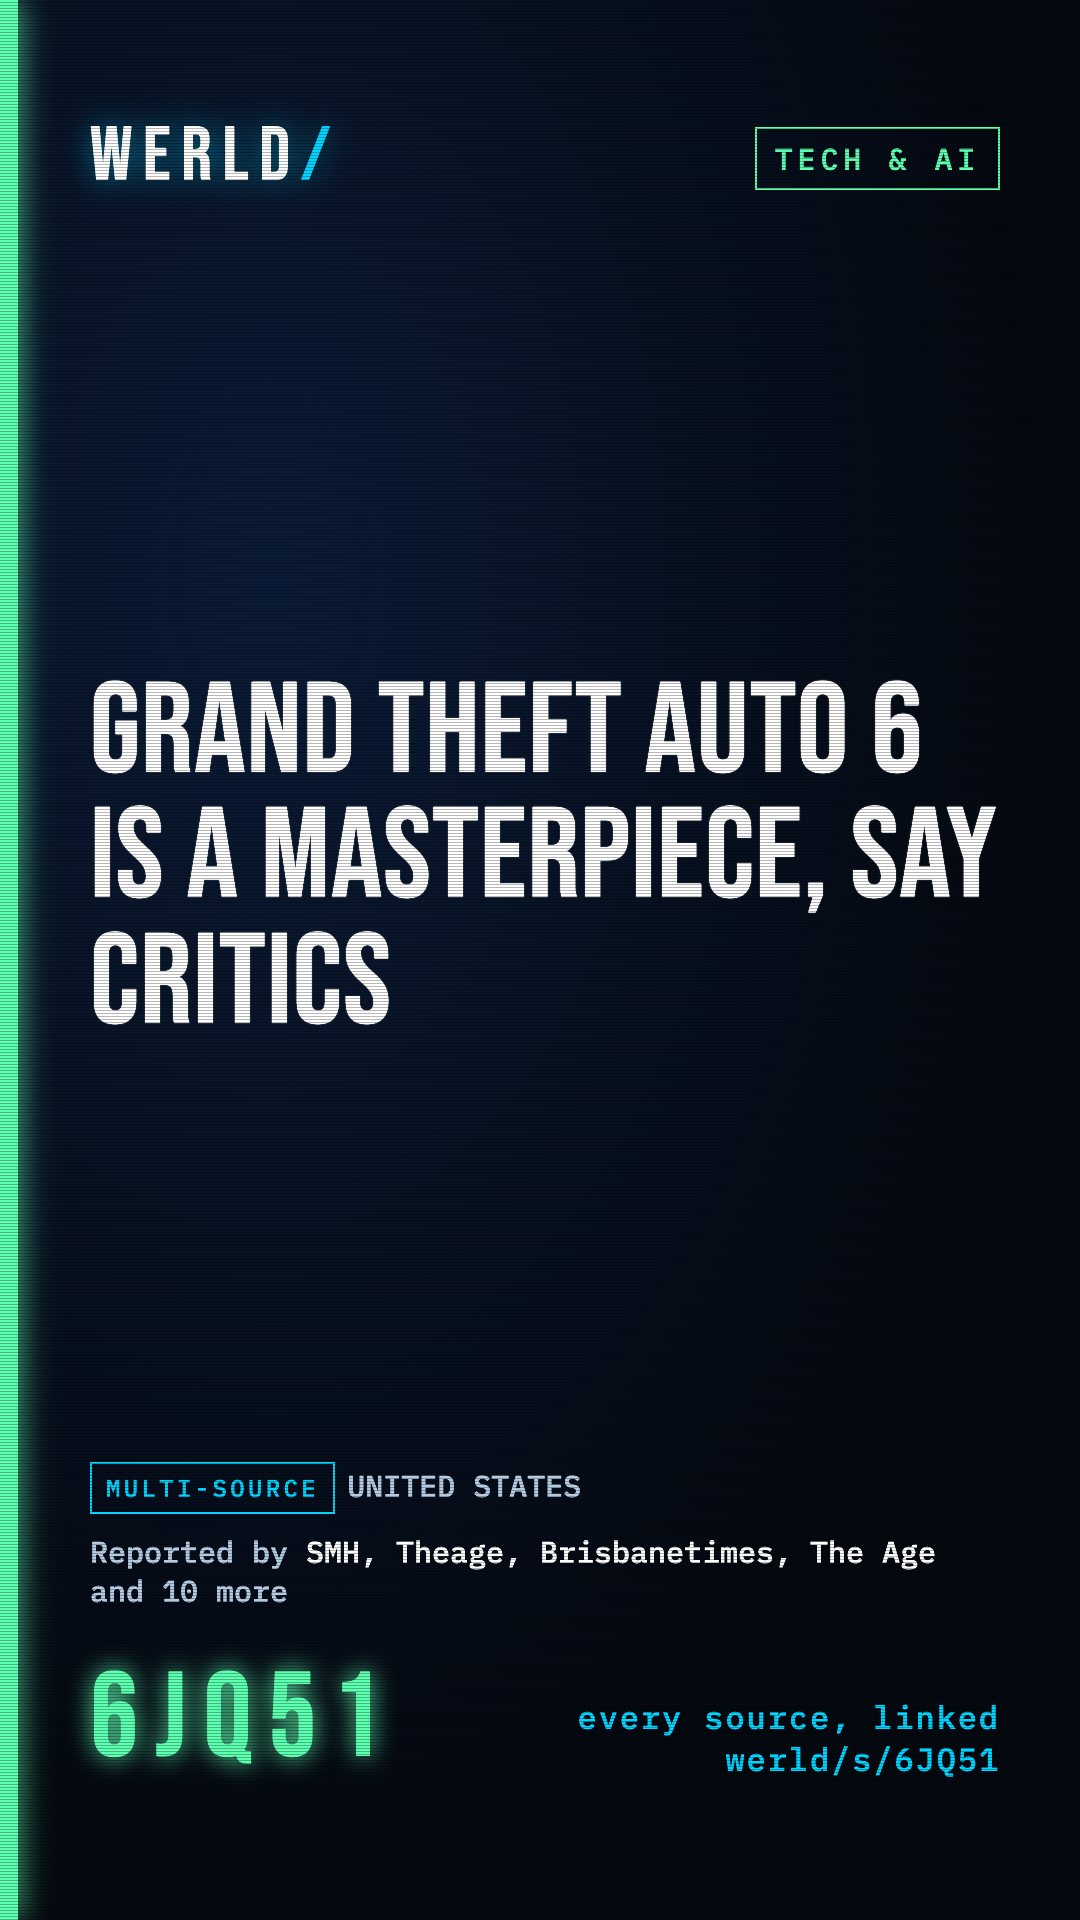 WERLD/
TECH & AI
GRAND THEFT AUTO 6
IS A MASTERPIECE, SAY
CRITICS
MULTI-SOURCE UNITED STATES
Reported by SMH, Theage, Brisbanetimes, The Age
and 10 more
6JQ51
every source, linked
werld/s/6JQ51